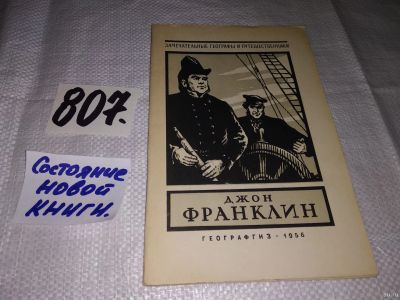 807.
Состояние
новой
книги.
ЗАМЕЧАТЕЛЬНЫЕ ГЕОГРАФЫ И ПУТЕШЕСТВЕННИКИ
ДЖОН
ФРАНКЛИН
ГЕОГРАФГИЗ · 1956